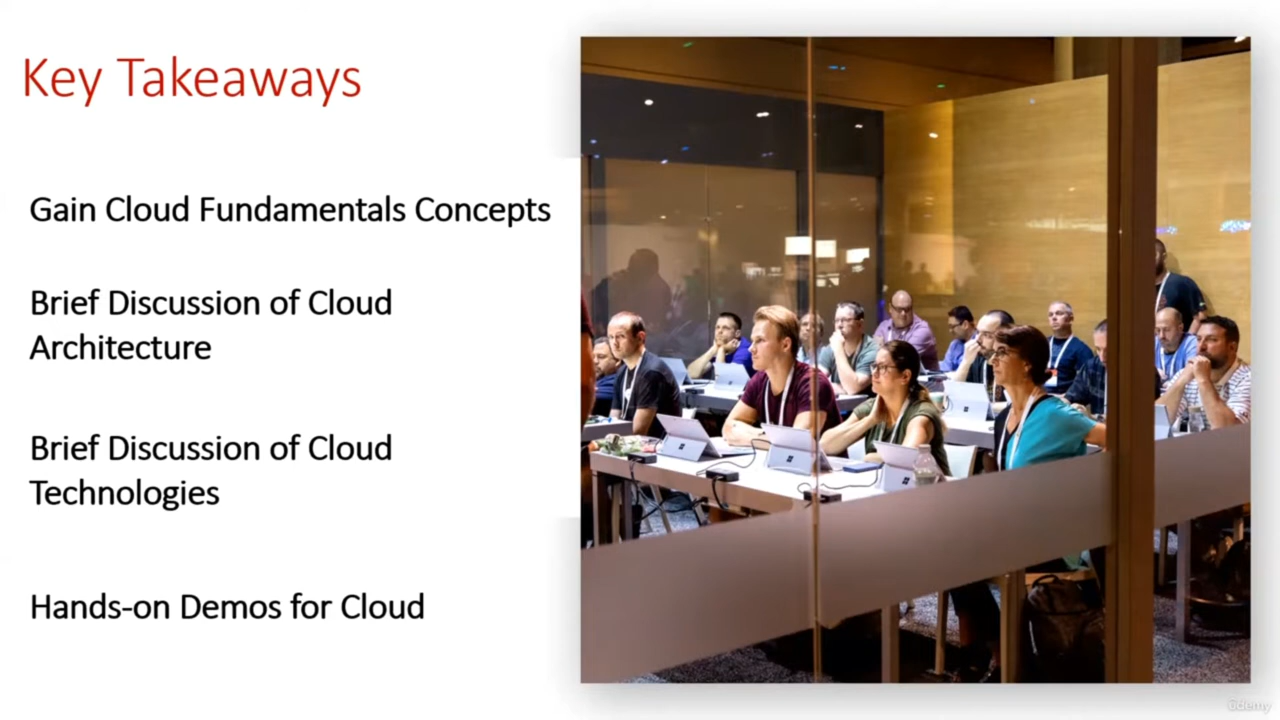 Key Takeaways
Gain Cloud Fundamentals Concepts
Brief Discussion of Cloud
Architecture
Brief Discussion of Cloud
Technologies
Hands-on Demos for Cloud
ûdemy